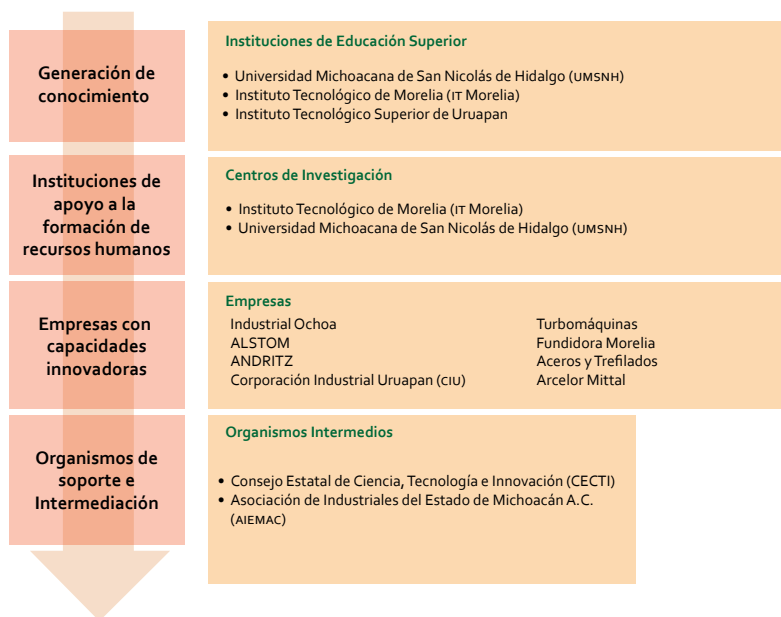 Generación de
conocimiento
Instituciones de Educación Superior
• Universidad Michoacana de San Nicolás de Hidalgo (UMSNH)
• Instituto Tecnológico de Morelia (IT Morelia)
• Instituto Tecnológico Superior de Uruapan
Instituciones de
apoyo a la
formación de
recursos humanos
Centros de Investigación
• Instituto Tecnológico de Morelia (IT Morelia)
• Universidad Michoacana de San Nicolás de Hidalgo (UMSNH)
Empresas con
capacidades
innovadoras
Empresas
Industrial Ochoa
ALSTOM
ANDRITZ
Corporación Industrial Uruapan (CIU)
Turbomáquinas
Fundidora Morelia
Aceros y Trefilados
Arcelor Mittal
Organismos de
soporte e
Intermediación
Organismos Intermedios
• Consejo Estatal de Ciencia, Tecnología e Innovación (CECTI)
• Asociación de Industriales del Estado de Michoacán A.C.
(AIEMAC)